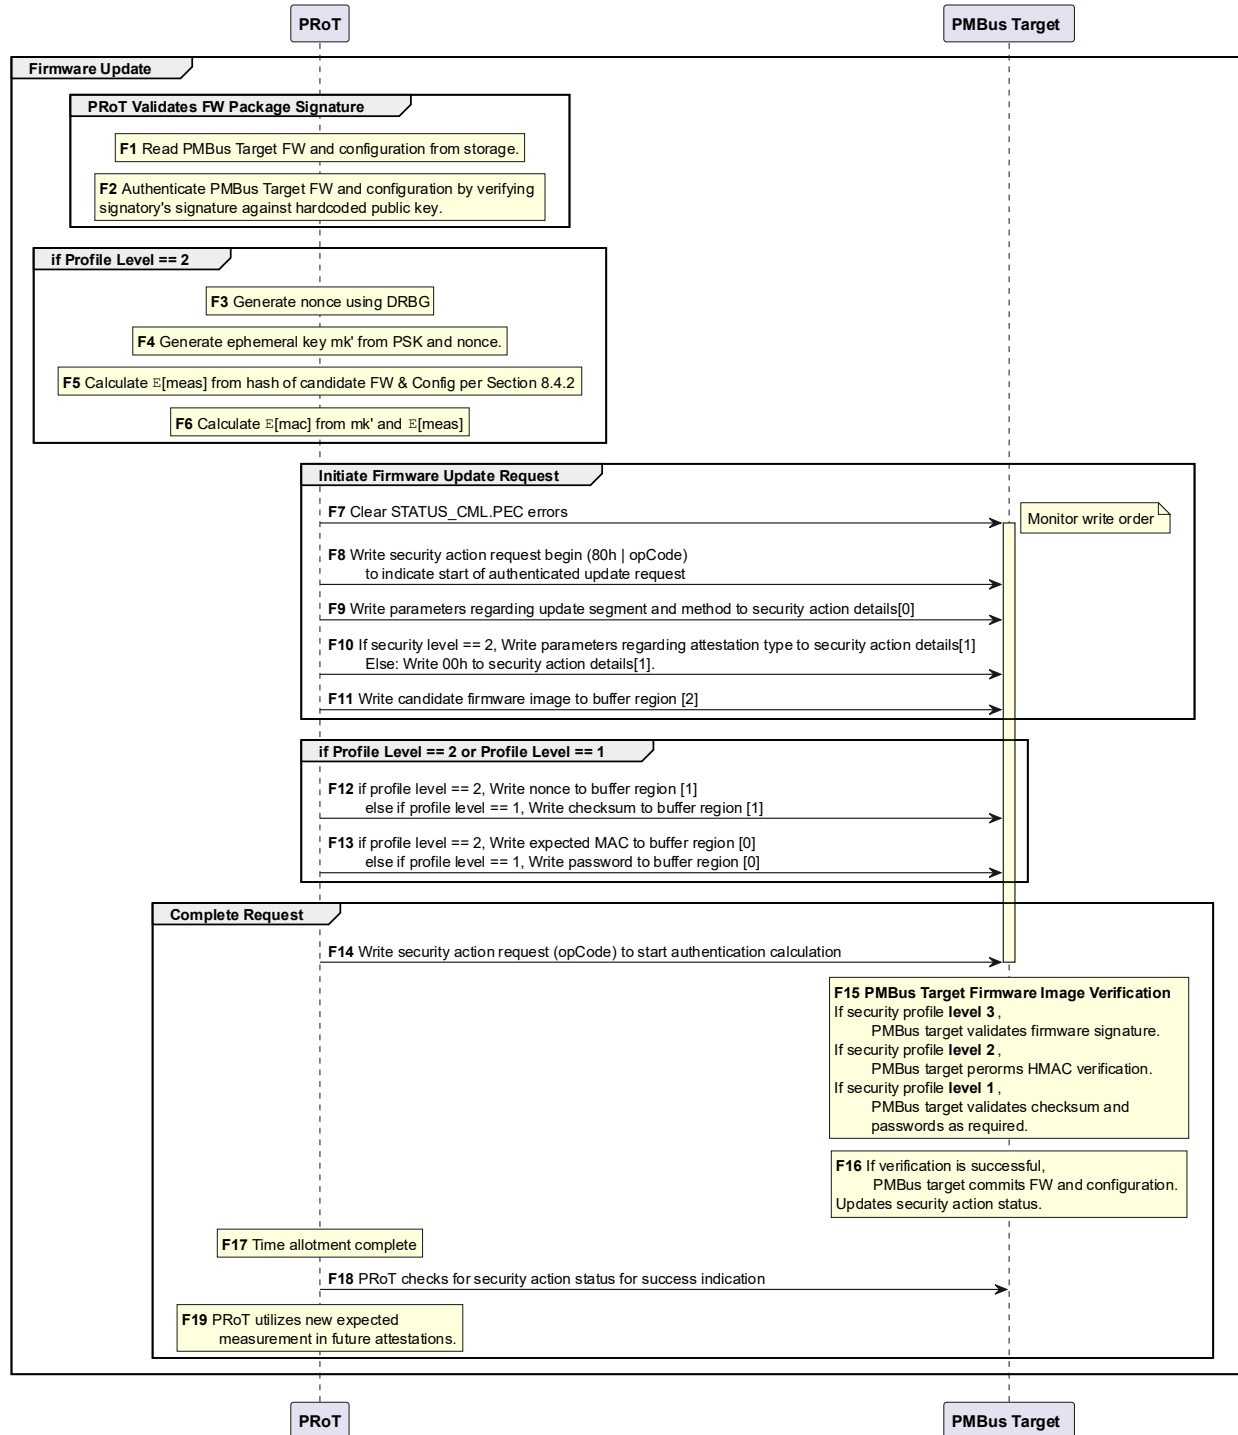 PRoT
PMBus Target
Firmware Update
PRoT Validates FW Package Signature
F1 Read PMBus Target FW and configuration from storage.
F2 Authenticate PMBus Target FW and configuration by verifying
signatory's signature against hardcoded public key.
if Profile Level == 2
F3 Generate nonce using DRBG
F4 Generate ephemeral key mk' from PSK and nonce.
F5 Calculate E[meas] from hash of candidate FW & Config per Section 8.4.2
F6 Calculate E[mac] from mk' and E[meas]
Initiate Firmware Update Request
F7 Clear STATUS_CML.PEC errors
Monitor write order
F8 Write security action request begin (80h | opCode)
to indicate start of authenticated update request
F9 Write parameters regarding update segment and method to security action details[0]
F10 If security level == 2, Write parameters regarding attestation type to security action details[1]
Else: Write 00h to security action details[1].
F11 Write candidate firmware image to buffer region [2]
if Profile Level == 2 or Profile Level == 1
F12 if profile level == 2, Write nonce to buffer region [1]
else if profile level == 1, Write checksum to buffer region [1]
F13 if profile level == 2, Write expected MAC to buffer region [0]
else if profile level == 1, Write password to buffer region [0]
Complete Request
F14 Write security action request (opCode) to start authentication calculation
F15 PMBus Target Firmware Image Verification
If security profile level 3 ,
PMBus target validates firmware signature.
If security profile level 2 ,
PMBus target perorms HMAC verification.
If security profile level 1 ,
PMBus target validates checksum and
passwords as required.
F16 If verification is successful,
PMBus target commits FW and configuration.
Updates security action status.
F17 Time allotment complete
F18 PRoT checks for security action status for success indication
F19 PRoT utilizes new expected
measurement in future attestations.
PRoT
PMBus Target